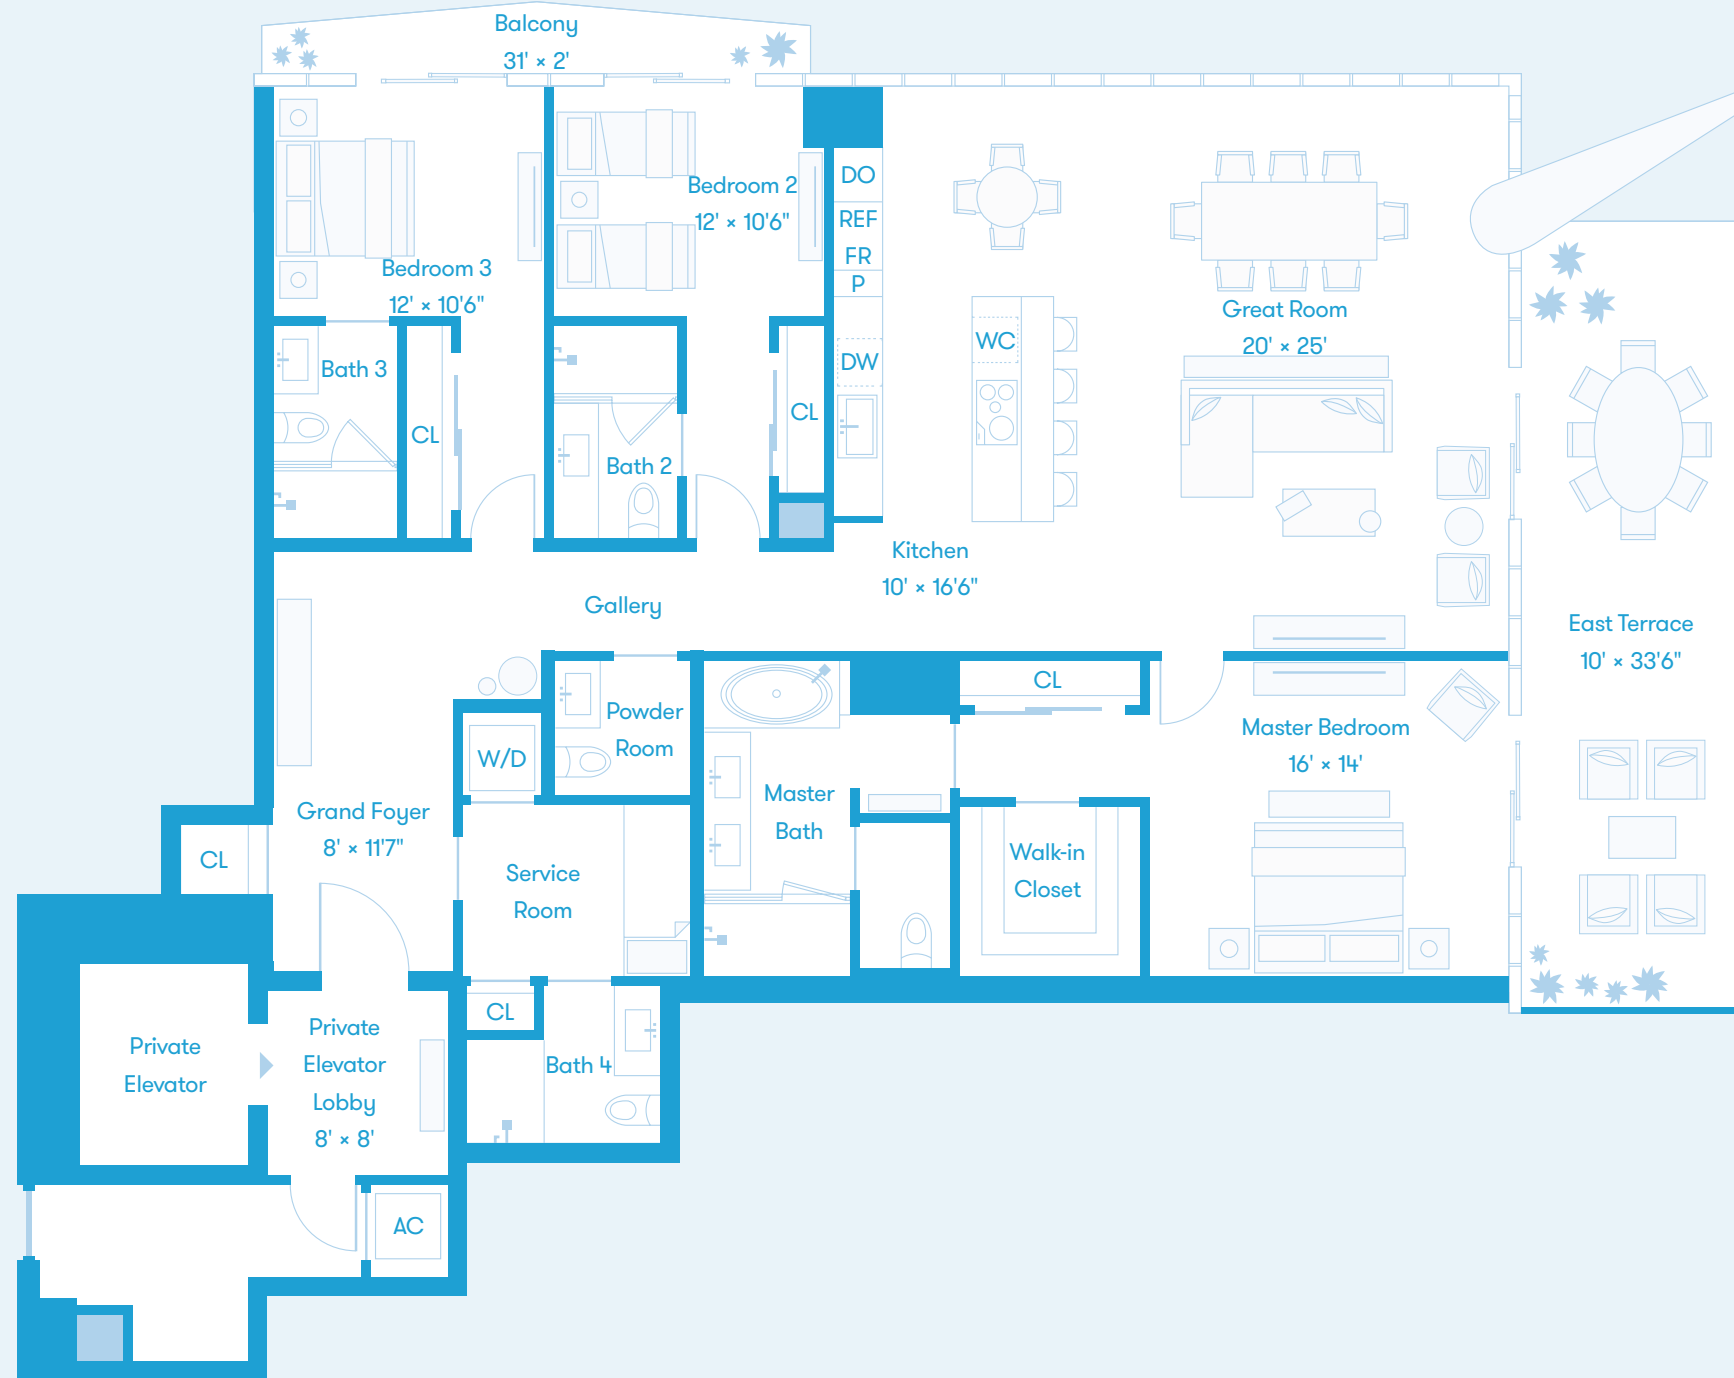 Balcony
31' × 2'
Bedroom 3
12' × 10'6"
Bedroom 2
12' × 10'6"
DO
REF
FR
P
DW
WC
Great Room
20' × 25'
Bath 3
CL
Bath 2
CL
Kitchen
10' × 16'6"
Gallery
East Terrace
10' × 33'6"
CL
Master Bedroom
16' × 14'
Powder
Room
W/D
Master
Bath
Grand Foyer
8' × 11'7"
CL
Service
Room
Walk-in
Closet
CL
Private
Elevator
Private
Elevator
Lobby
8' × 8'
Bath 4
AC